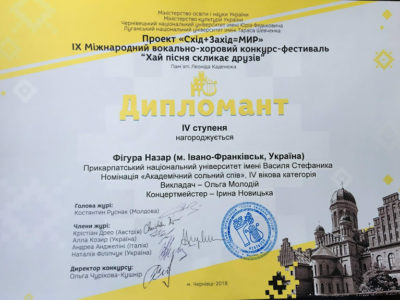 Міністерство освіти і науки України
Міністерство культури України
Чернівецький національний університет імені Юрія Федьковича
Луганський національний університет імені Тараса Шевченка
Проект «Схід+Захід=МИР»
IX Міжнародний вокально-хоровий конкурс-фестиваль
“Хай пісня скликає друзів”
Пам'яті Леоніда Каденюка
Дипломант
IV ступеня
нагороджується
Фігура Назар (м. Івано-Франківськ, Україна)
Прикарпатський національний університет імені Василя Стефаника
Номінація «Академічний сольний спів», IV вікова категорія
Викладач – Ольга Молодій
Концертмейстер – Ірина Новицька
Голова журі:
Костантин Руснак (Молдова)
Члени журі:
Крістіан Дрео (Австрія)
Алла Козир (Україна)
Андреа Анджеліні (Італія)
Наталія Філіпчук (Україна)
Директор конкурсу:
Ольга Чурікова-Кушнір
м. Чернівці - 2018